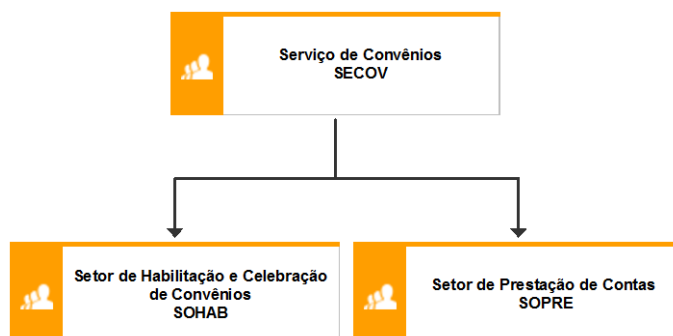 Serviço de Convênios
SECOV
Setor de Habilitação e Celebração
de Convênios
SOHAB
Setor de Prestação de Contas
SOPRE